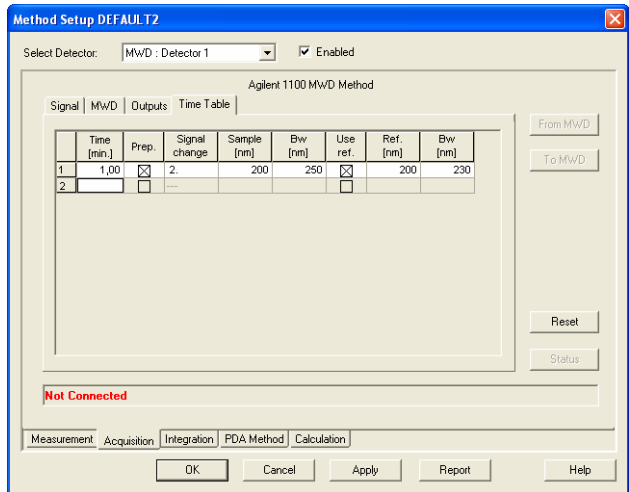 Method Setup DEFAULT2
Select Detector: MWD : Detector 1 Enabled
Agilent 1100 MWD Method
Signal MWD Outputs Time Table
From MWD
To MWD
Time [min.] Prep. Signal change Sample [nm] Bw [nm] Use ref. Ref. [nm] Bw [nm]
1 1,00 2. 200 250 200 230
2 ---
Reset
Status
Not Connected
Measurement Acquisition Integration PDA Method Calculation
OK Cancel Apply Report Help